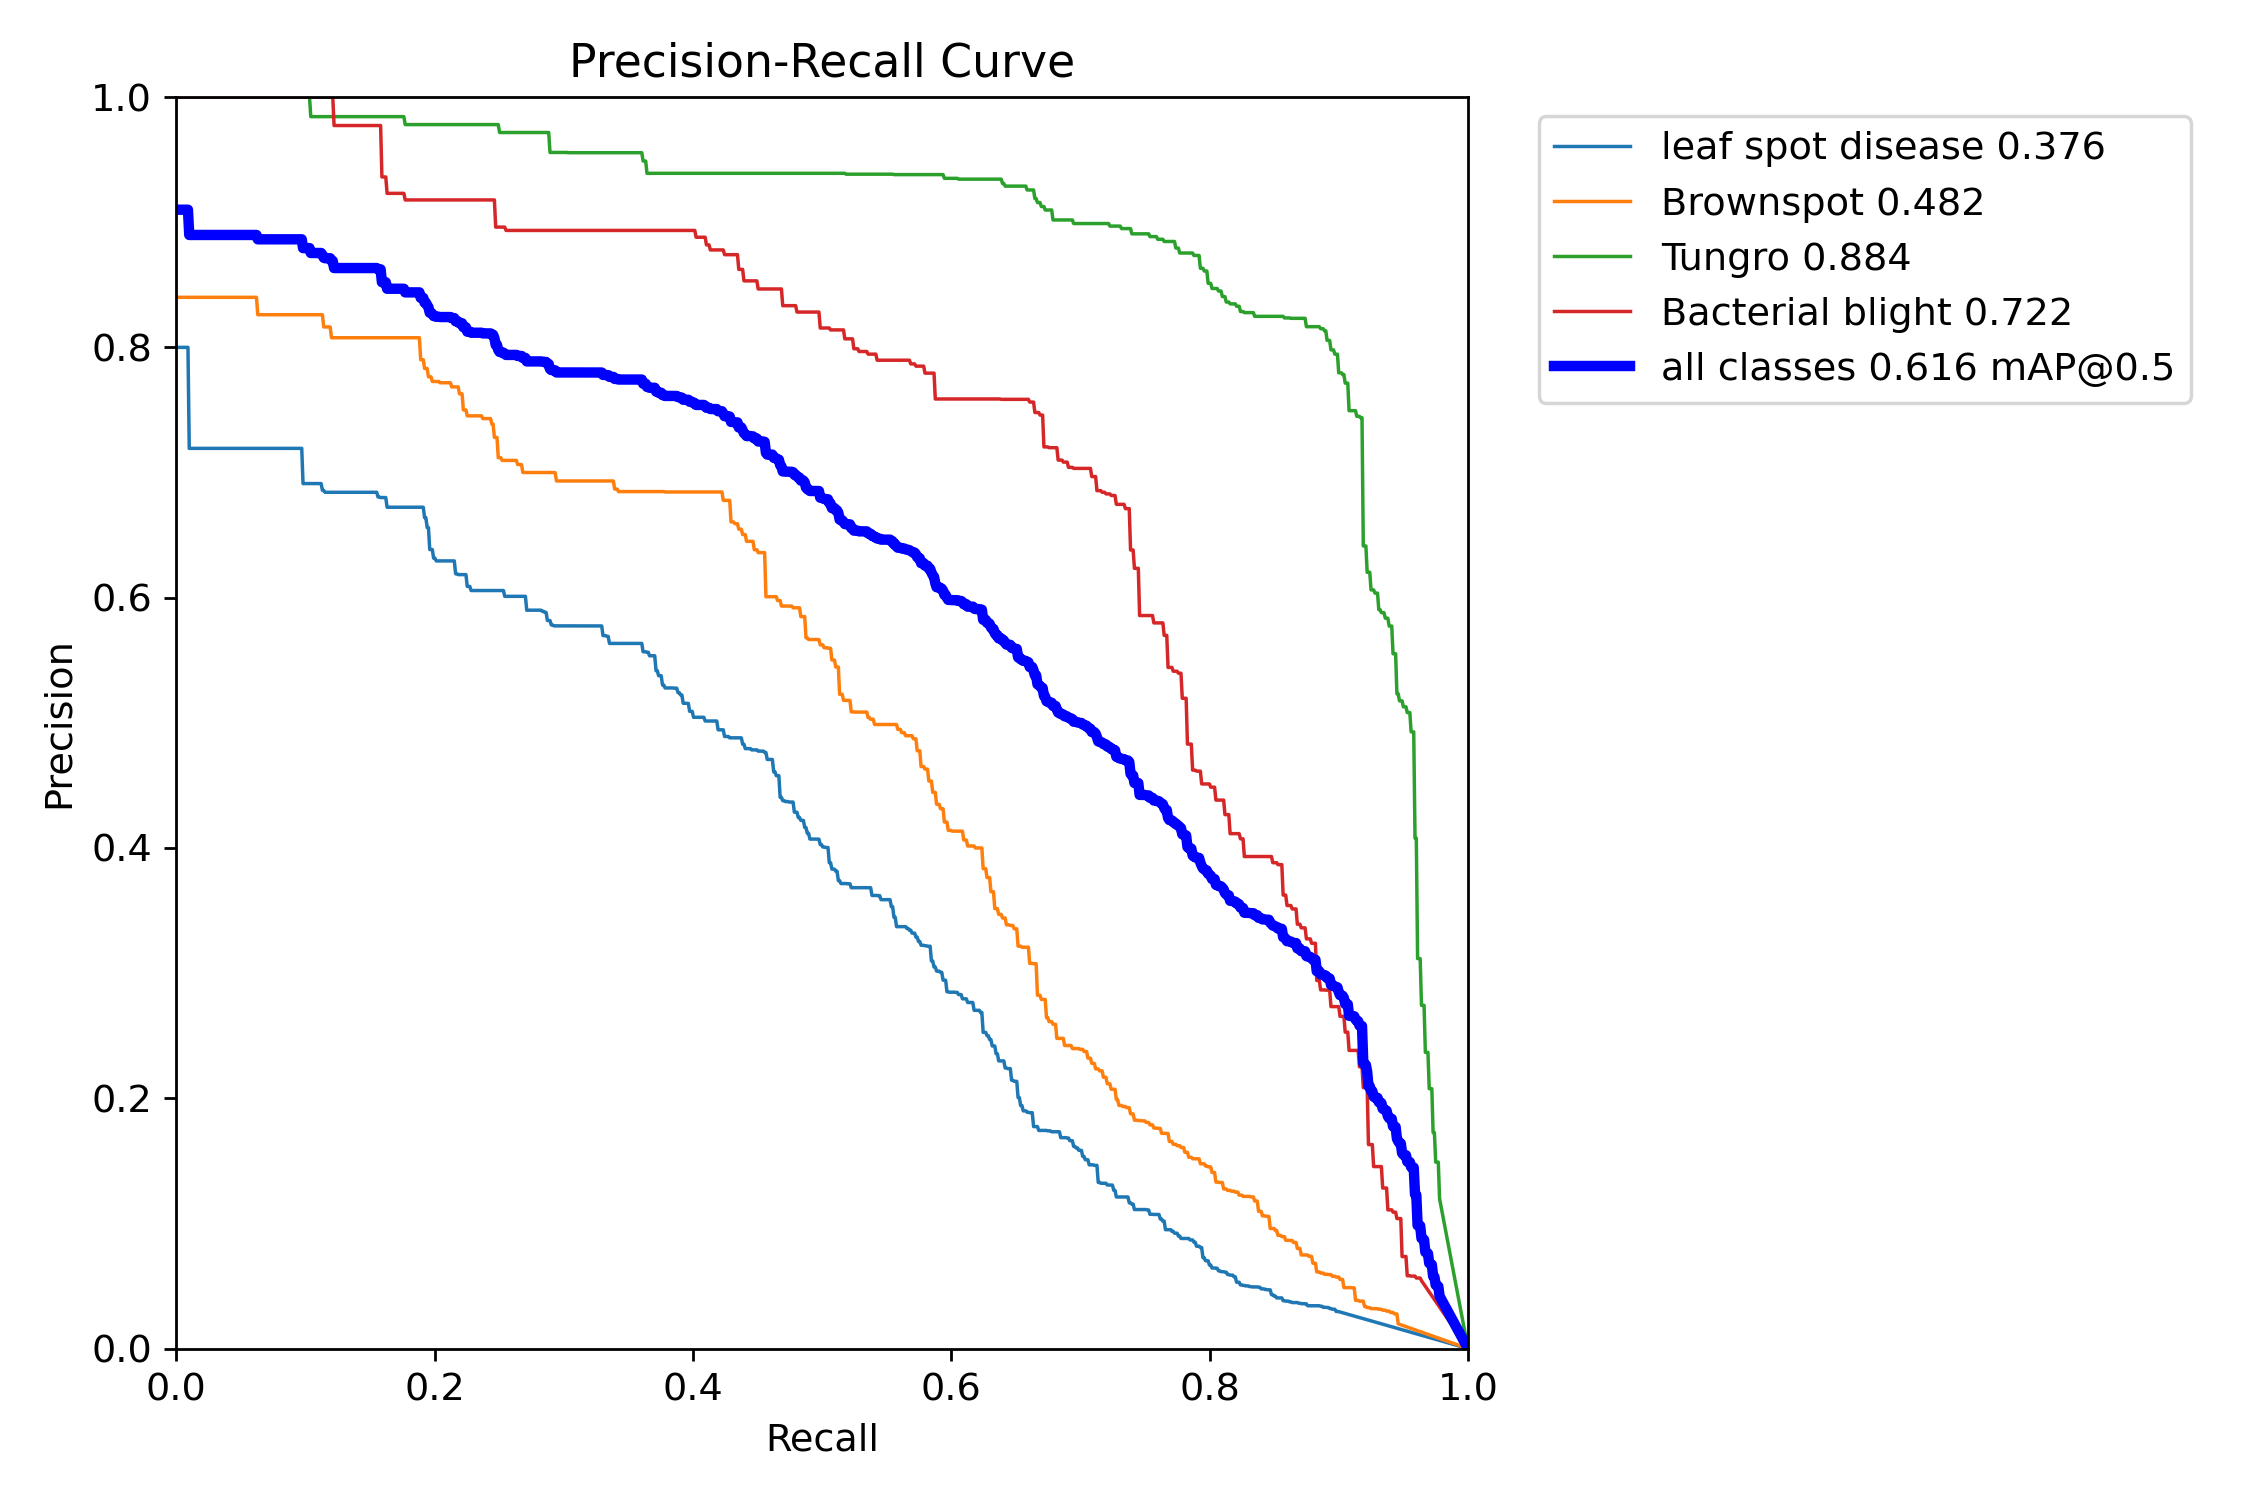 Precision-Recall Curve
1.0
0.8
0.6
0.4
0.2
0.0
Precision
0.0 0.2 0.4 0.6 0.8 1.0
Recall
leaf spot disease 0.376
Brownspot 0.482
Tungro 0.884
Bacterial blight 0.722
all classes 0.616 mAP@0.5